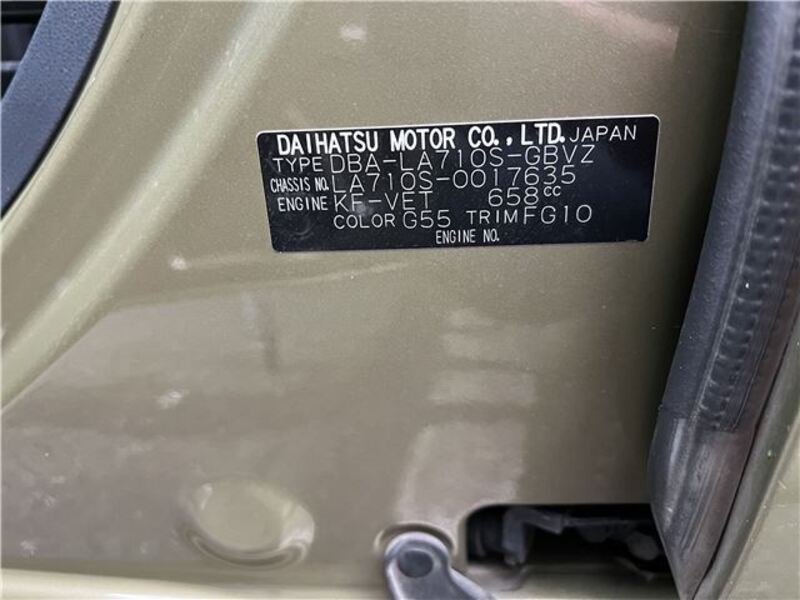 DAIHATSU MOTOR CO., LTD. JAPAN
TYPE DBA-LA710S-GBVZ
CHASSIS NO. LA710S-0017635
ENGINE KF-VET 658cc
COLOR G55 TRIM FG10
ENGINE NO.